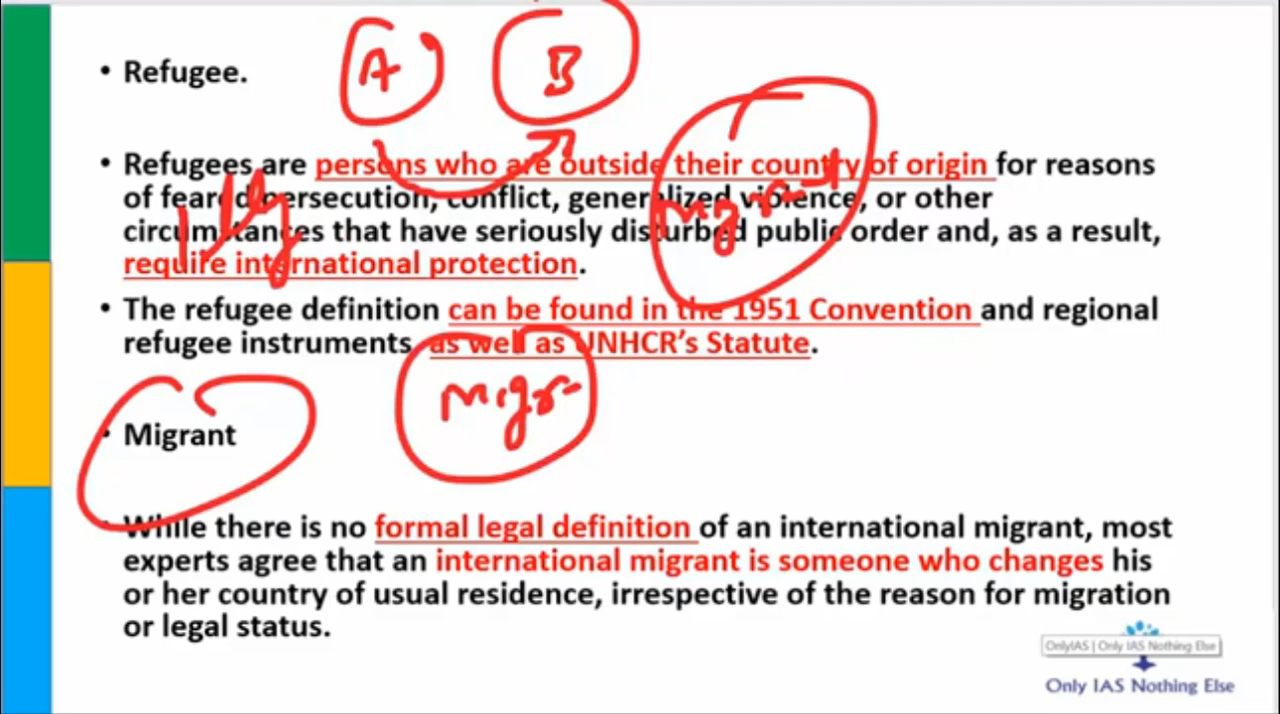 Refugee.
A
B
Refugees are persons who are outside their country of origin for reasons
of feared persecution, conflict, generalized violence, or other
circumstances that have seriously disturbed public order and, as a result,
require international protection.
The refugee definition can be found in the 1951 Convention and regional
refugee instruments as well as UNHCR's Statute.
Migr
Migrant
While there is no formal legal definition of an international migrant, most
experts agree that an international migrant is someone who changes his
or her country of usual residence, irrespective of the reason for migration
or legal status.
OnlyIAS | Only IAS Nothing Else
Only IAS Nothing Else